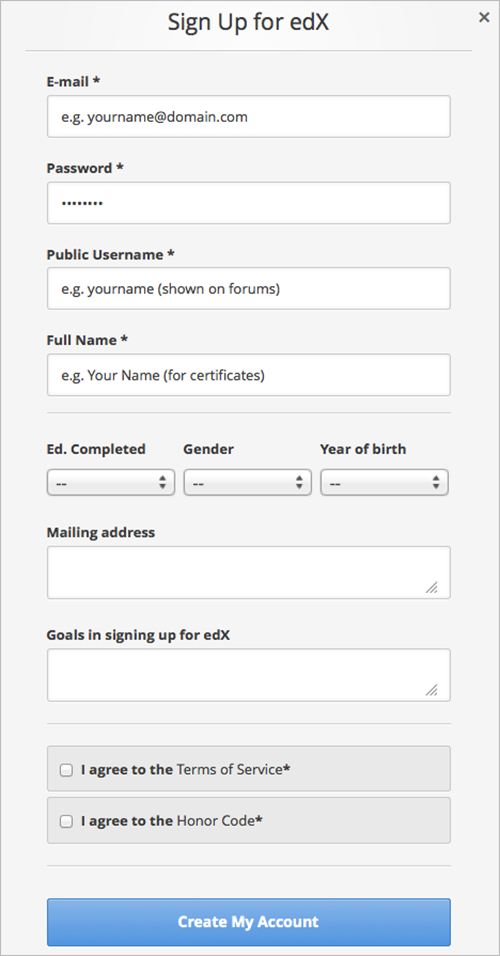 Sign Up for edX
×
E-mail *
e.g. yourname@domain.com
Password *
••••••••
Public Username *
e.g. yourname (shown on forums)
Full Name *
e.g. Your Name (for certificates)
Ed. Completed Gender Year of birth
-- -- --
Mailing address
Goals in signing up for edX
I agree to the Terms of Service*
I agree to the Honor Code*
Create My Account